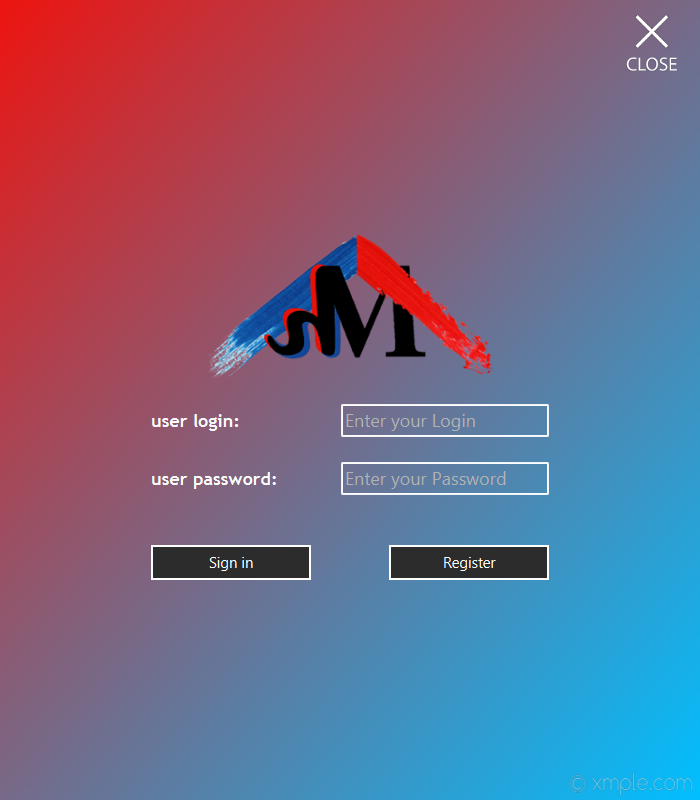 CLOSE
M
user login: Enter your Login
user password: Enter your Password
Sign in Register
© xmple.com